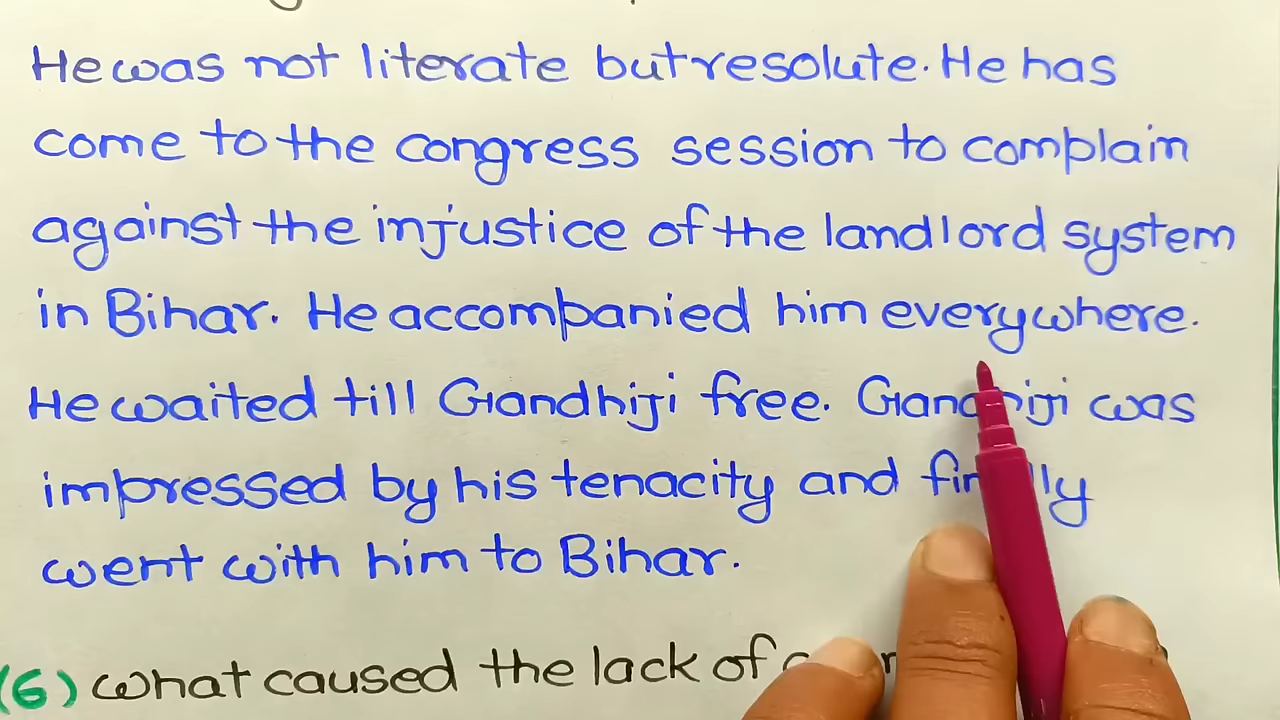 He was not literate but resolute. He has
come to the congress session to complain
against the injustice of the landlord system
in Bihar. He accompanied him everywhere.
He waited till Gandhiji free. Gandhiji was
impressed by his tenacity and finally
went with him to Bihar.
(6) what caused the lack of